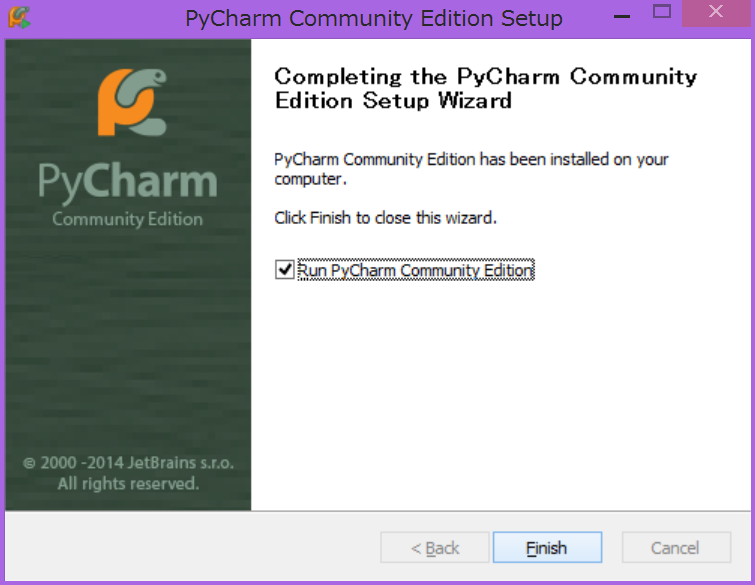 PyCharm Community Edition Setup
PyCharm
Community Edition
Completing the PyCharm Community
Edition Setup Wizard
PyCharm Community Edition has been installed on your
computer.
Click Finish to close this wizard.
Run PyCharm Community Edition
© 2000 -2014 JetBrains s.r.o.
All rights reserved.
< Back
Finish
Cancel